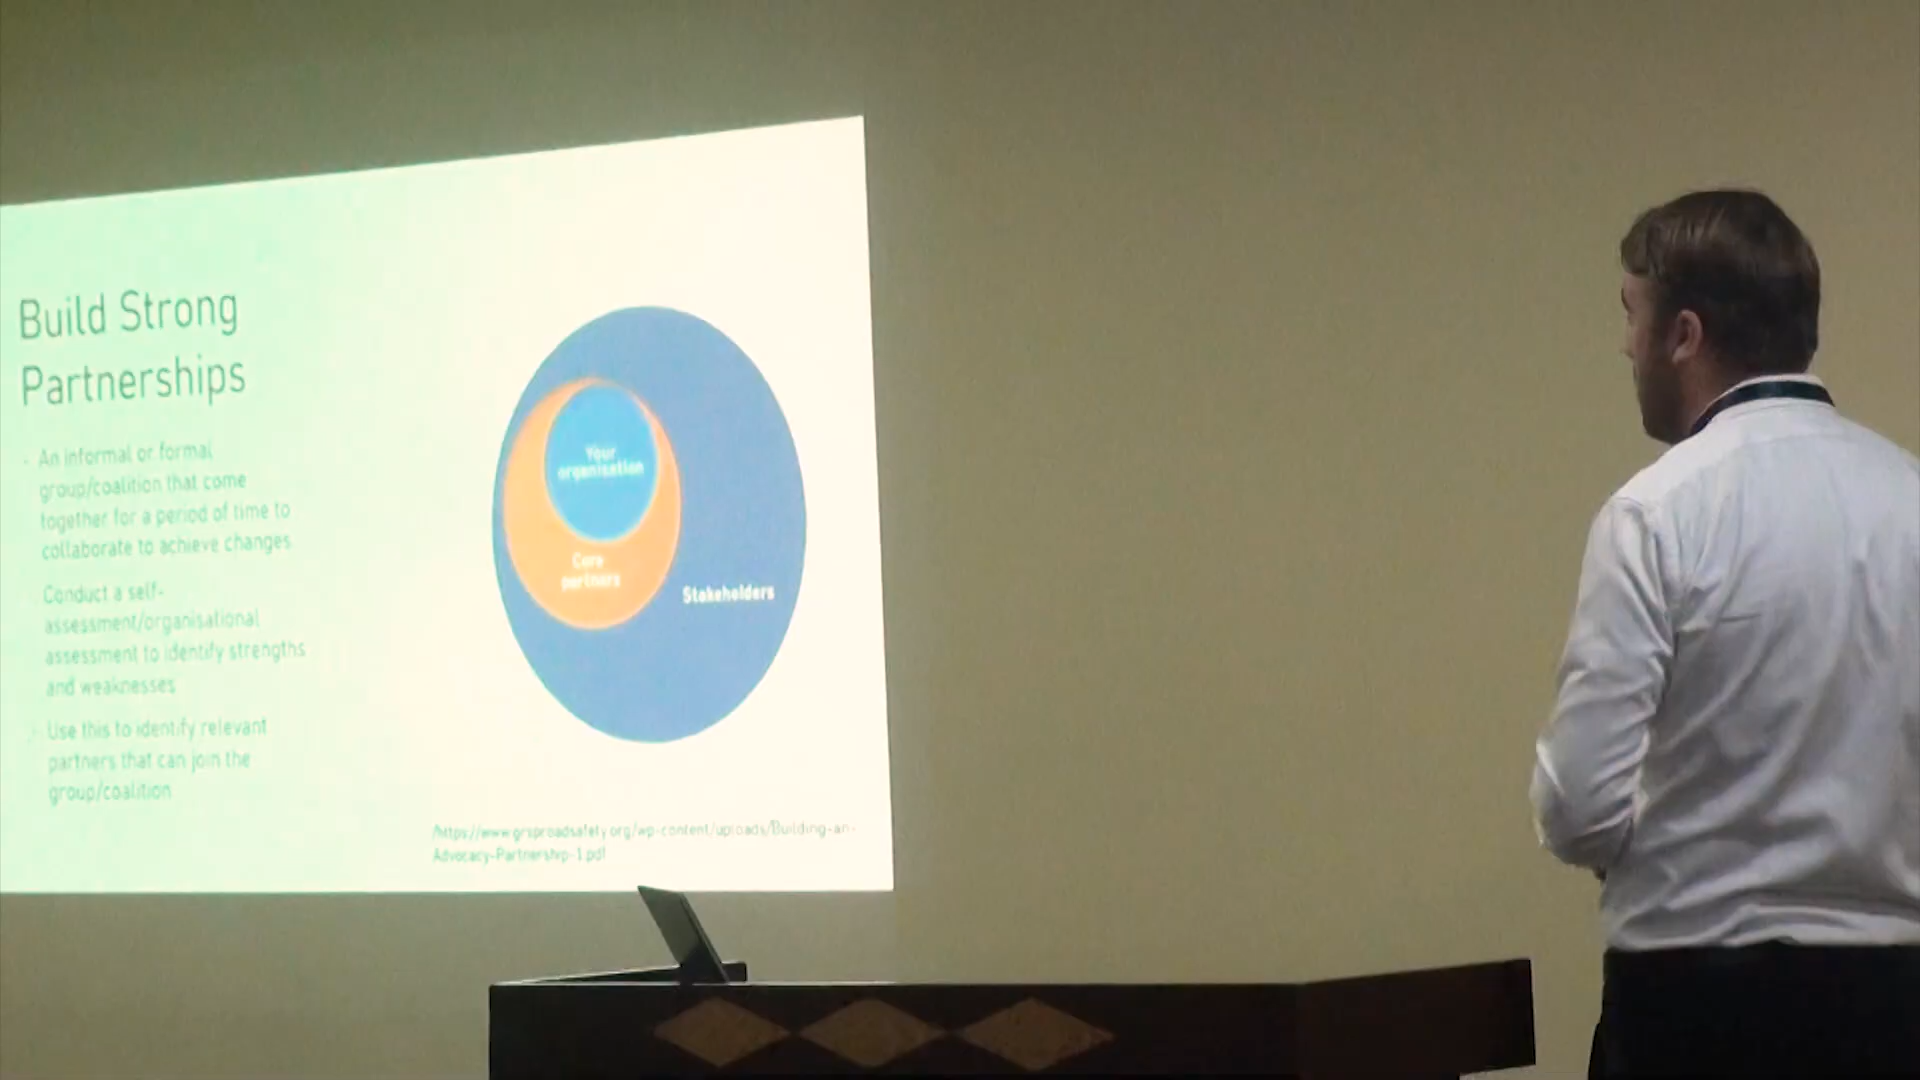 Build Strong
Partnerships
- An informal or formal
group/coalition that come
together for a period of time to
collaborate to achieve changes
- Conduct a self-
assessment/organisational
assessment to identify strengths
and weaknesses
- Use this to identify relevant
partners that can join the
group/coalition
Your
organisation
Core
partners
Stakeholders
/https://www.grsproadsafety.org/wp-content/uploads/Building-an-
Advocacy-Partnership-1.pdf